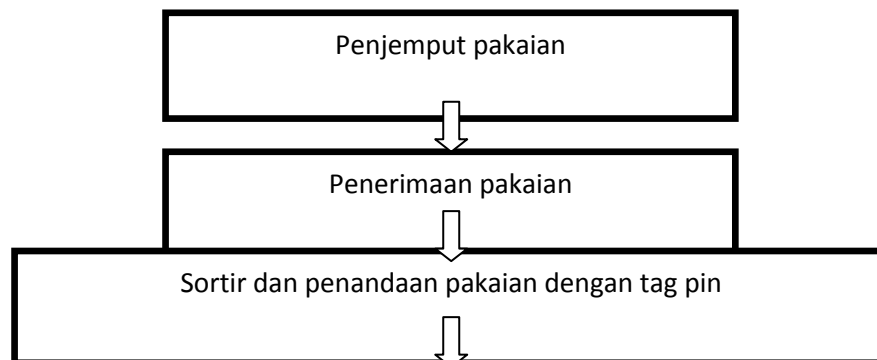 Penjemput pakaian
Penerimaan pakaian
Sortir dan penandaan pakaian dengan tag pin